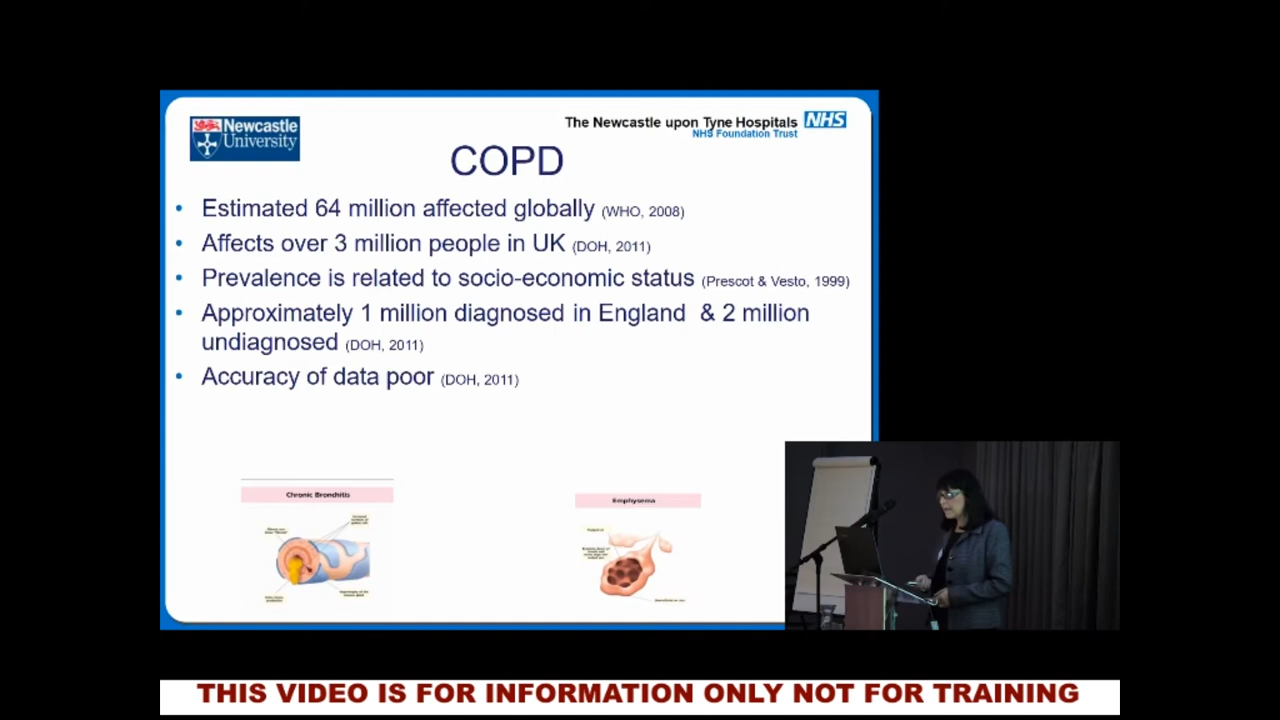 Newcastle
University
The Newcastle upon Tyne Hospitals NHS
NHS Foundation Trust
COPD
• Estimated 64 million affected globally (WHO, 2008)
• Affects over 3 million people in UK (DOH, 2011)
• Prevalence is related to socio-economic status (Prescot & Vesto, 1999)
• Approximately 1 million diagnosed in England & 2 million
undiagnosed (DOH, 2011)
• Accuracy of data poor (DOH, 2011)
Chronic Bronchitis
Emphysema
THIS VIDEO IS FOR INFORMATION ONLY NOT FOR TRAINING